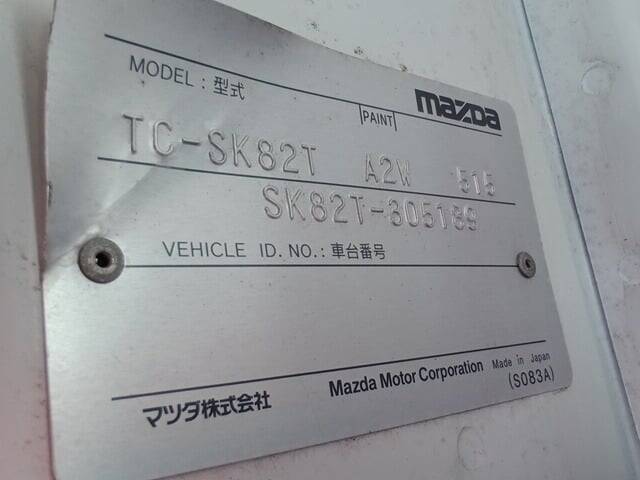 mazda
MODEL : 型式 PAINT
TC-SK82T A2W 515
SK82T-305189
VEHICLE ID. NO. : 車台番号
マツダ株式会社 Mazda Motor Corporation Made in Japan
(S083A)